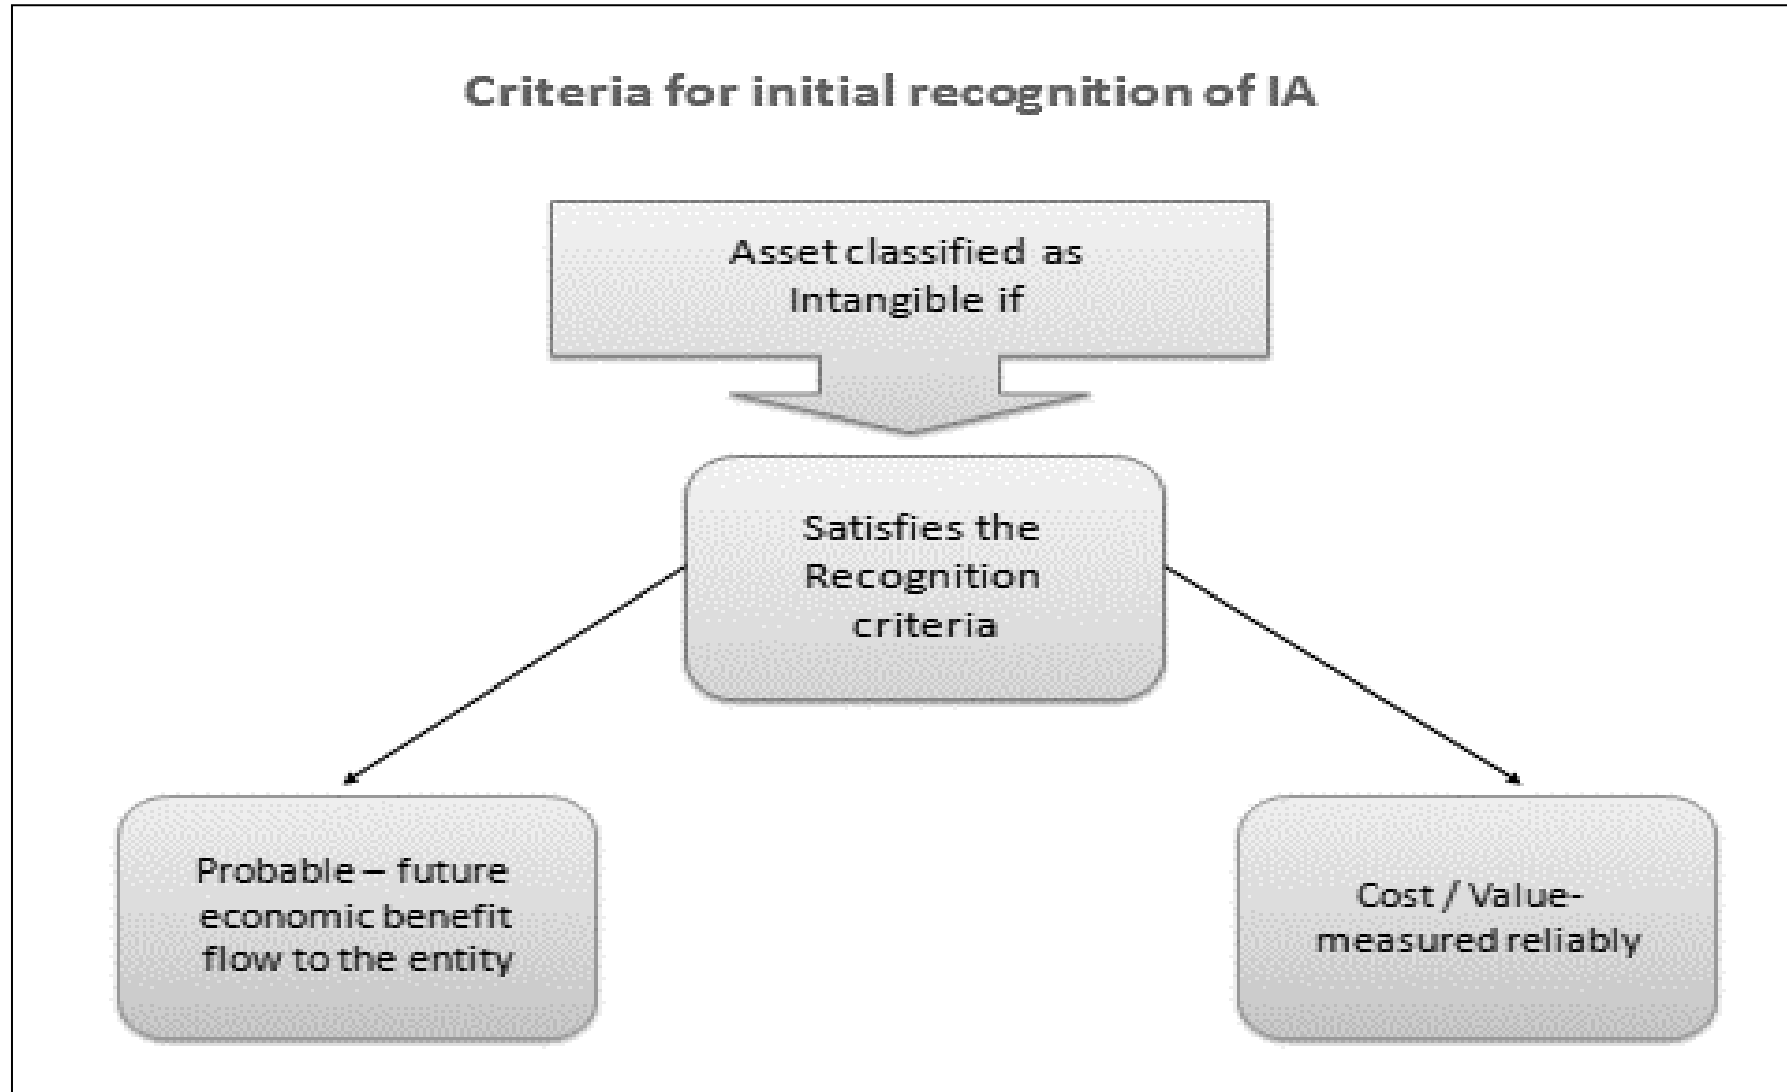 Criteria for initial recognition of IA
Asset classified as
Intangible if
Satisfies the
Recognition
criteria
Probable – future
economic benefit
flow to the entity
Cost / Value-
measured reliably